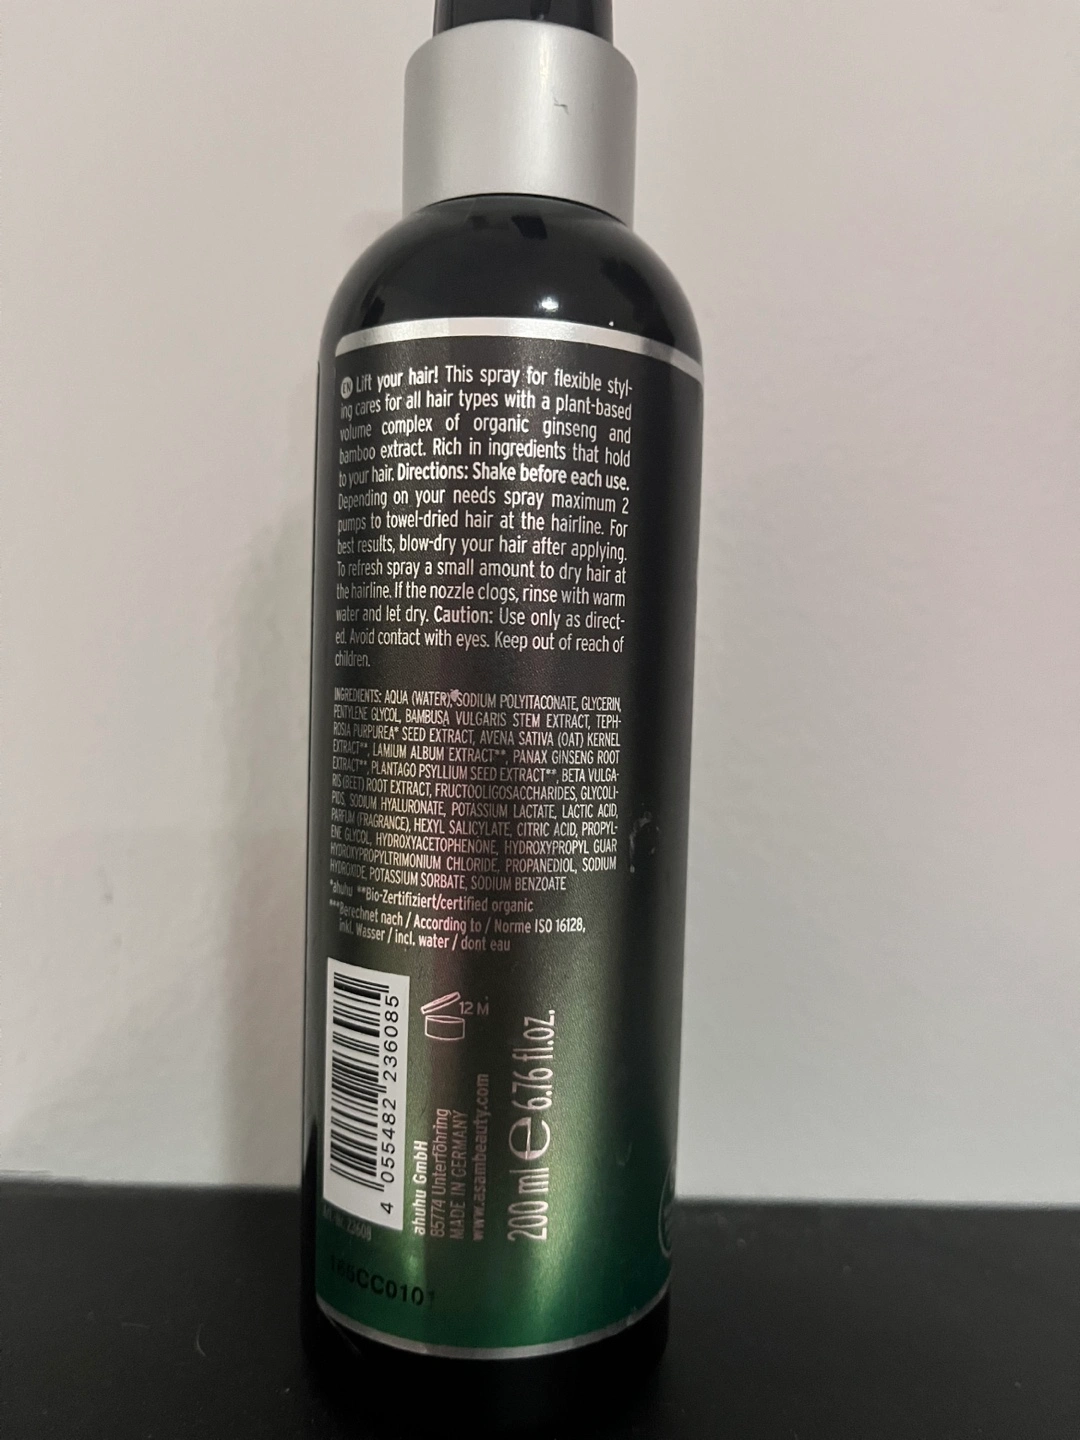 EN Lift your hair! This spray for flexible styl-
ing cares for all hair types with a plant-based
volume complex of organic ginseng and
bamboo extract. Rich in ingredients that hold
to your hair. Directions: Shake before each use.
Depending on your needs spray maximum 2
pumps to towel-dried hair at the hairline. For
best results, blow-dry your hair after applying.
To refresh spray a small amount to dry hair at
the hairline. If the nozzle clogs, rinse with warm
water and let dry. Caution: Use only as direct-
ed. Avoid contact with eyes. Keep out of reach of
children.
INGREDIENTS: AQUA (WATER), SODIUM POLYITACONATE, GLYCERIN,
PENTYLENE GLYCOL, BAMBUSA VULGARIS STEM EXTRACT, TEPH-
ROSIA PURPUREA* SEED EXTRACT, AVENA SATIVA (OAT) KERNEL
EXTRACT**, LAMIUM ALBUM EXTRACT**, PANAX GINSENG ROOT
EXTRACT**, PLANTAGO PSYLLIUM SEED EXTRACT**, BETA VULGA-
RIS (BEET) ROOT EXTRACT, FRUCTOOLIGOSACCHARIDES, GLYCOLI-
PIDS, SODIUM HYALURONATE, POTASSIUM LACTATE, LACTIC ACID,
PARFUM (FRAGRANCE), HEXYL SALICYLATE, CITRIC ACID, PROPYL-
ENE GLYCOL, HYDROXYACETOPHENONE, HYDROXYPROPYL GUAR
HYDROXYPROPYLTRIMONIUM CHLORIDE, PROPANEDIOL, SODIUM
HYDROXIDE, POTASSIUM SORBATE, SODIUM BENZOATE
*ahuhu **Bio-Zertifiziert/certified organic
***Berechnet nach / According to / Norme ISO 16128,
inkl. Wasser / incl. water / dont eau
4 055482 236085
12 M
ahuhu GmbH
85774 Unterföhring
MADE IN GERMANY
www.asambeauty.com
200 ml e 6.76 fl.oz.
Art. Nr. 23608
CC0101